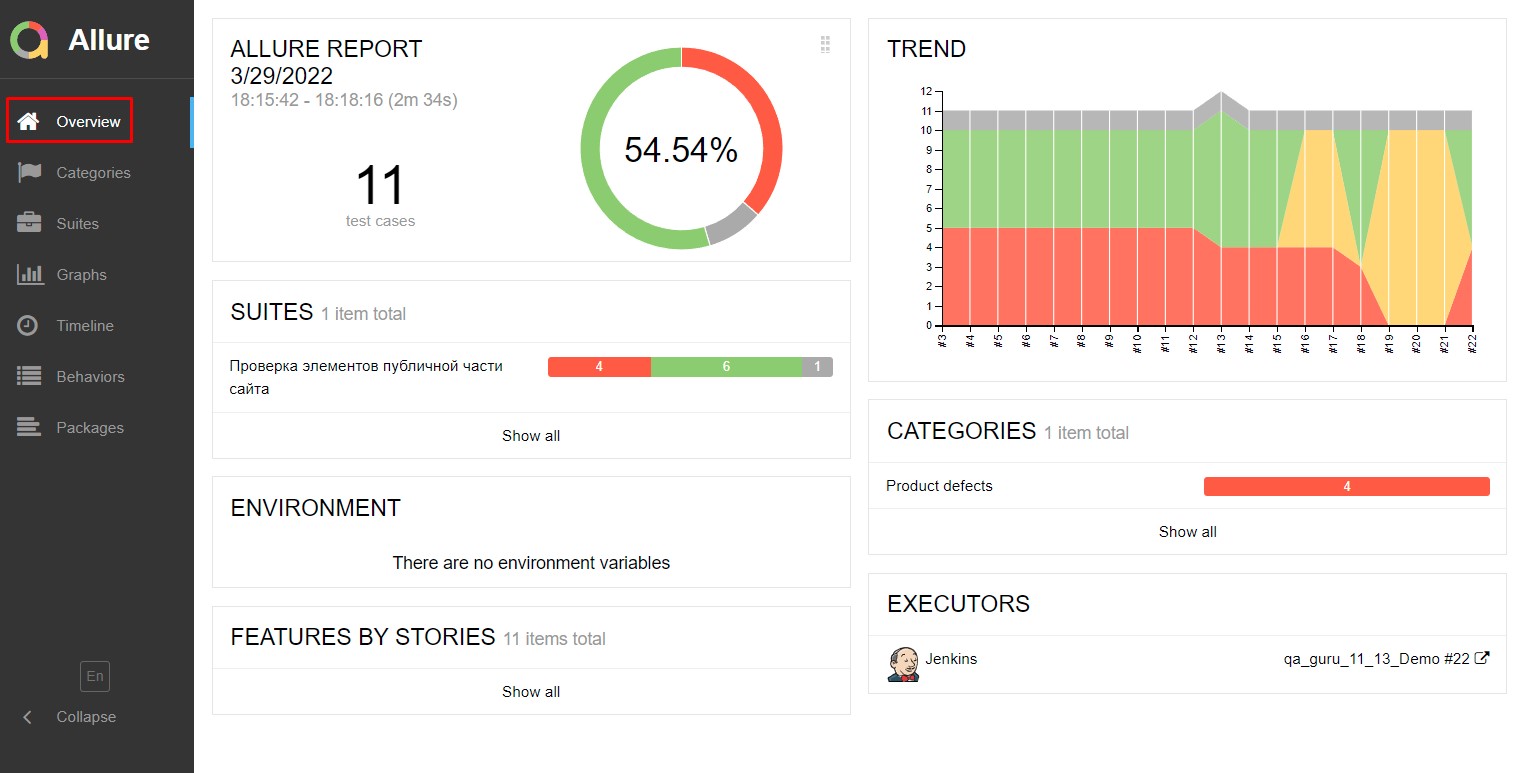 Allure
Overview
Categories
Suites
Graphs
Timeline
Behaviors
Packages
En
Collapse
ALLURE REPORT
3/29/2022
18:15:42 - 18:18:16 (2m 34s)
11
test cases
54.54%
SUITES 1 item total
Проверка элементов публичной части
сайта
4 6 1
Show all
ENVIRONMENT
There are no environment variables
FEATURES BY STORIES 11 items total
Show all
TREND
12
11
10
9
8
7
6
5
4
3
2
1
0
#3 #4 #5 #6 #7 #8 #9 #10 #11 #12 #13 #14 #15 #16 #17 #18 #19 #20 #21 #22
CATEGORIES 1 item total
Product defects 4
Show all
EXECUTORS
Jenkins qa_guru_11_13_Demo #22